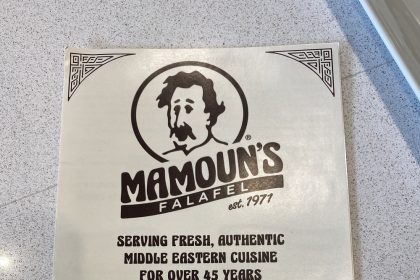 ®
MAMOUN'S
FALAFEL
est. 1971
SERVING FRESH, AUTHENTIC
MIDDLE EASTERN CUISINE
FOR OVER 45 YEARS